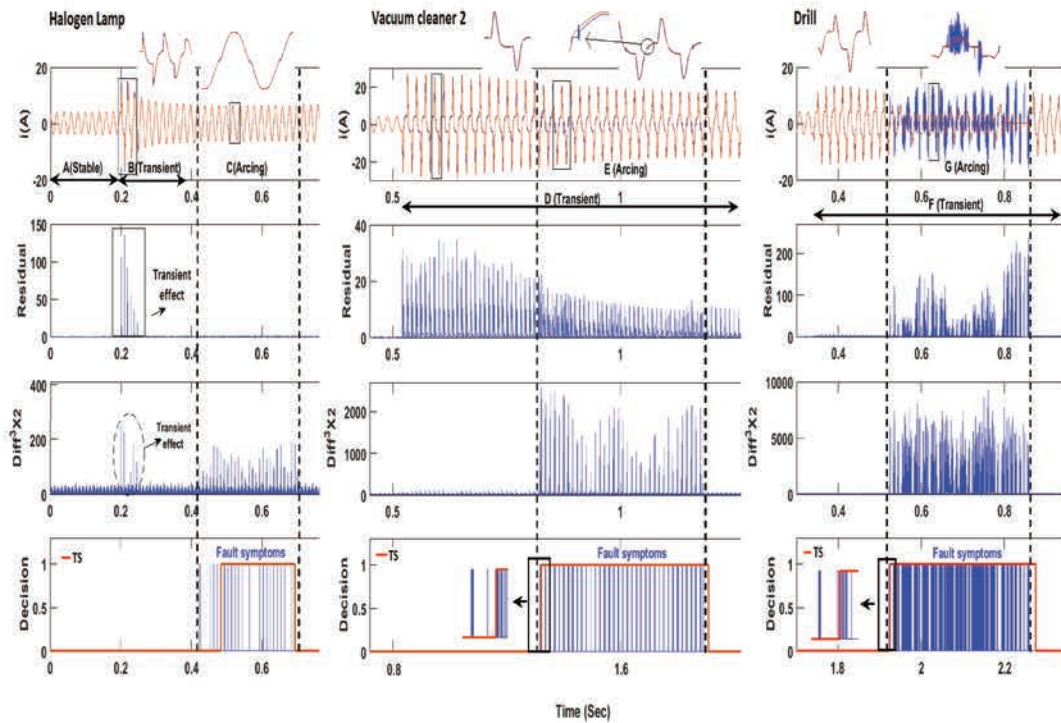 Halogen Lamp
Vacuum cleaner 2
Drill
i(A)
20
0
-20
A(Stable)
B(Transient)
C(Arcing)
0 0.2 0.4 0.6
i(A)
20
0
-20
E (Arcing)
0.5 1
D (Transient)
i(A)
20
0
-20
G (Arcing)
0.4 0.6 0.8
F (Transient)
Residual
150
100
50
0
Transient
effect
0 0.2 0.4 0.6
Residual
40
20
0
0.5 1
Residual
200
100
0
0.4 0.6 0.8
Diff³X2
400
200
0
Transient
effect
0 0.2 0.4 0.6
Diff³X2
2000
1000
0
0.5 1
Diff³X2
10000
5000
0
0.4 0.6 0.8
Decision
1
0.5
0
TS
Fault symptoms
0 0.2 0.4 0.6
Decision
1
0.5
0
TS
Fault symptoms
0.8 1.6
Decision
1
0.5
0
TS
Fault symptoms
1.8 2 2.2
Time (Sec)